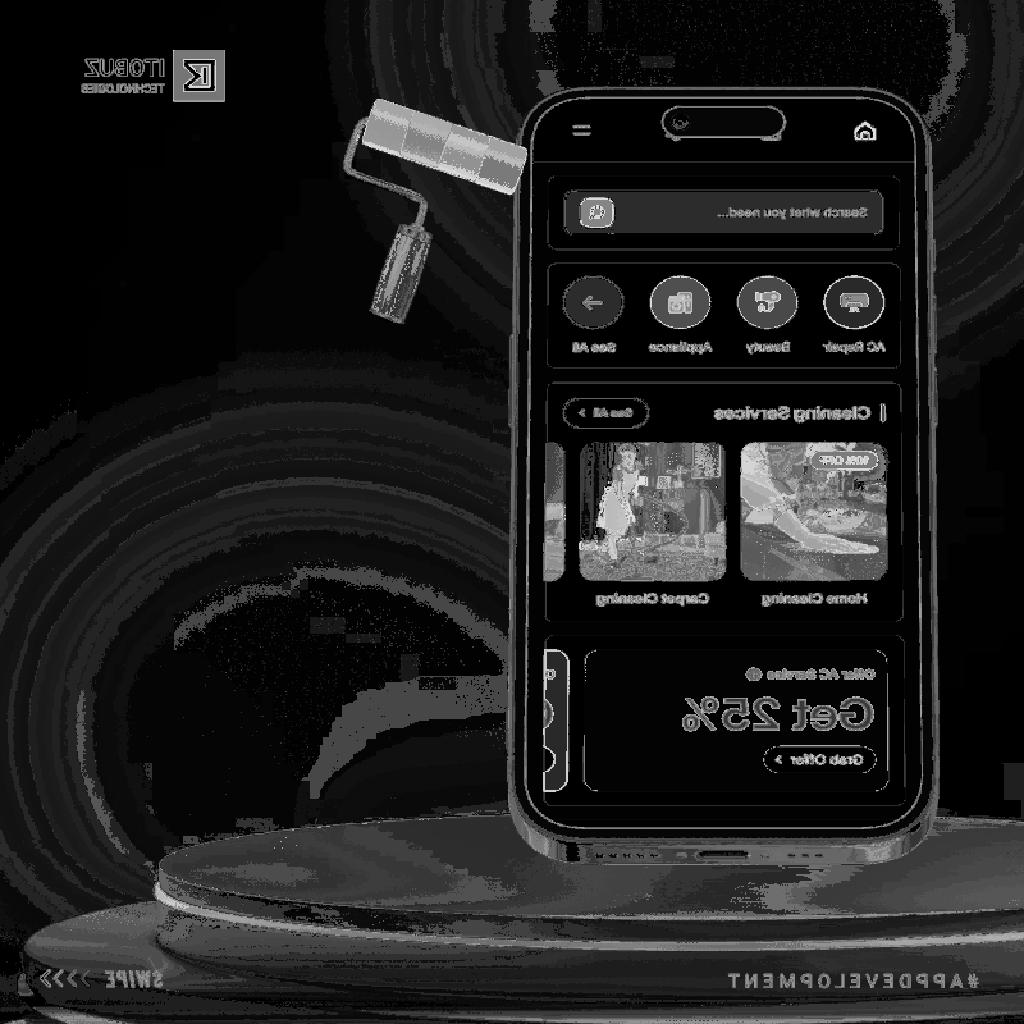 ITOBUZ
TECHNOLOGIES
Search what you need...
AC Repair
Beauty
Appliance
See All
Cleaning Services
See All
50% OFF
Home Cleaning
Carpet Cleaning
Offer AC Service
Get 25%
Grab Offer
#APPDEVELOPMENT
SWIPE